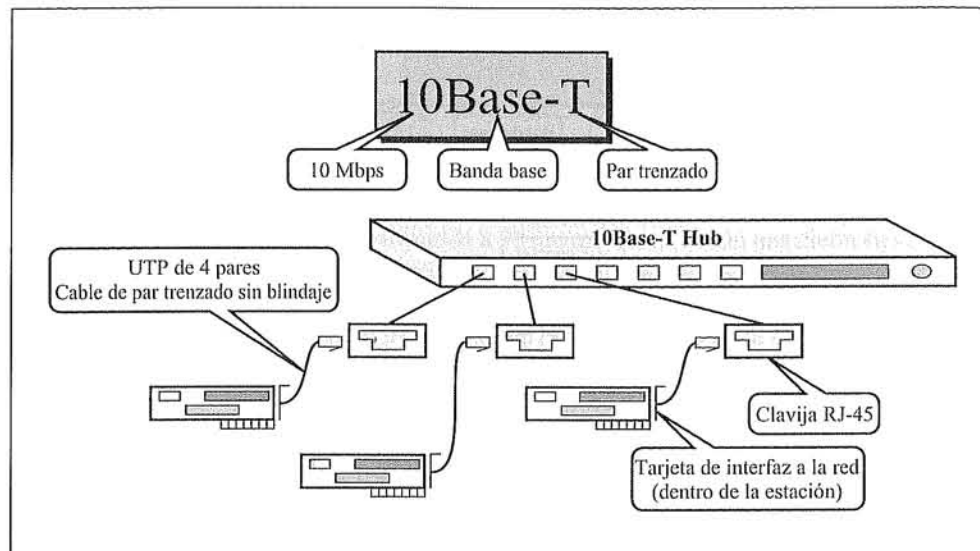 10Base-T
10 Mbps
Banda base
Par trenzado
10Base-T Hub
UTP de 4 pares
Cable de par trenzado sin blindaje
Clavija RJ-45
Tarjeta de interfaz a la red
(dentro de la estación)